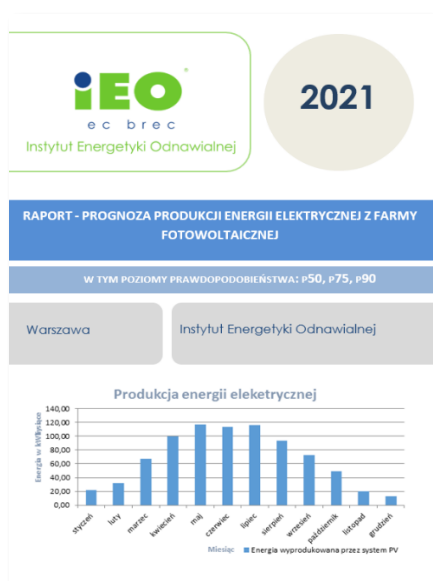 iEO
ec brec
Instytut Energetyki Odnawialnej
2021
RAPORT - PROGNOZA PRODUKCJI ENERGII ELEKTRYCZNEJ Z FARMY
FOTOWOLTAICZNEJ
W TYM POZIOMY PRAWDOPODOBIEŃSTWA: P50, P75, P90
Warszawa
Instytut Energetyki Odnawialnej
Produkcja energii eleketrycznej
Energia w kWh
140,00
120,00
100,00
80,00
60,00
40,00
20,00
0,00
styczeń
luty
marzec
kwiecień
maj
czerwiec
lipiec
sierpień
wrzesień
październik
listopad
grudzień
Miesiąc
Energia wyprodukowana przez system PV